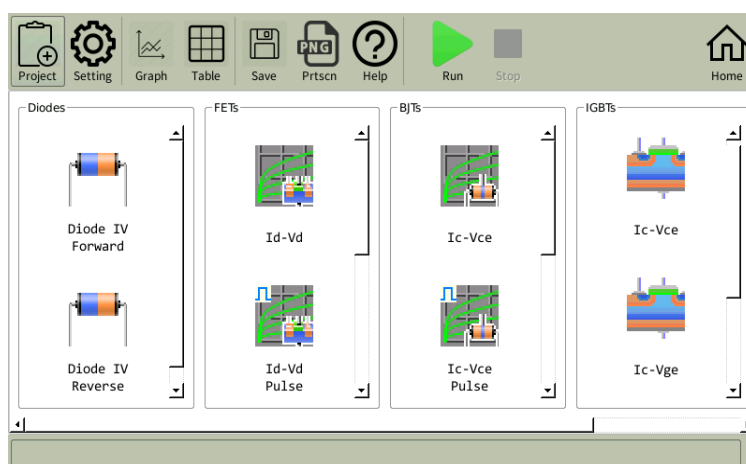 PNG
Project Setting Graph Table Save Prtscn Help Run Stop Home
Diodes FETs BJTs IGBTs
Diode IV
Forward
Id-Vd
Ic-Vce
Ic-Vce
Diode IV
Reverse
Id-Vd
Pulse
Ic-Vce
Pulse
Ic-Vge